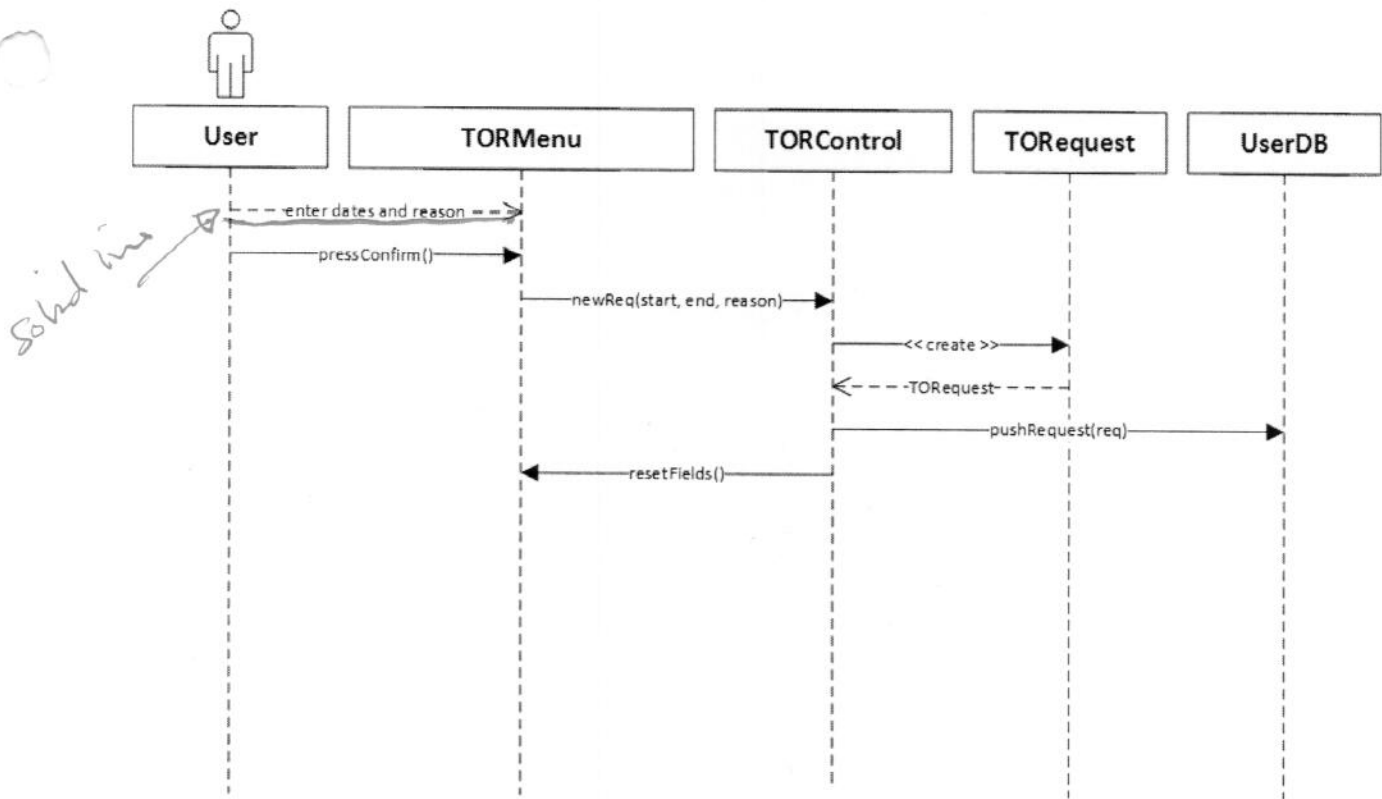 User
TORMenu
TORControl
TORequest
UserDB
enter dates and reason
solid line
pressConfirm()
newReq(start, end, reason)
<< create >>
TORequest
pushRequest(req)
resetFields()